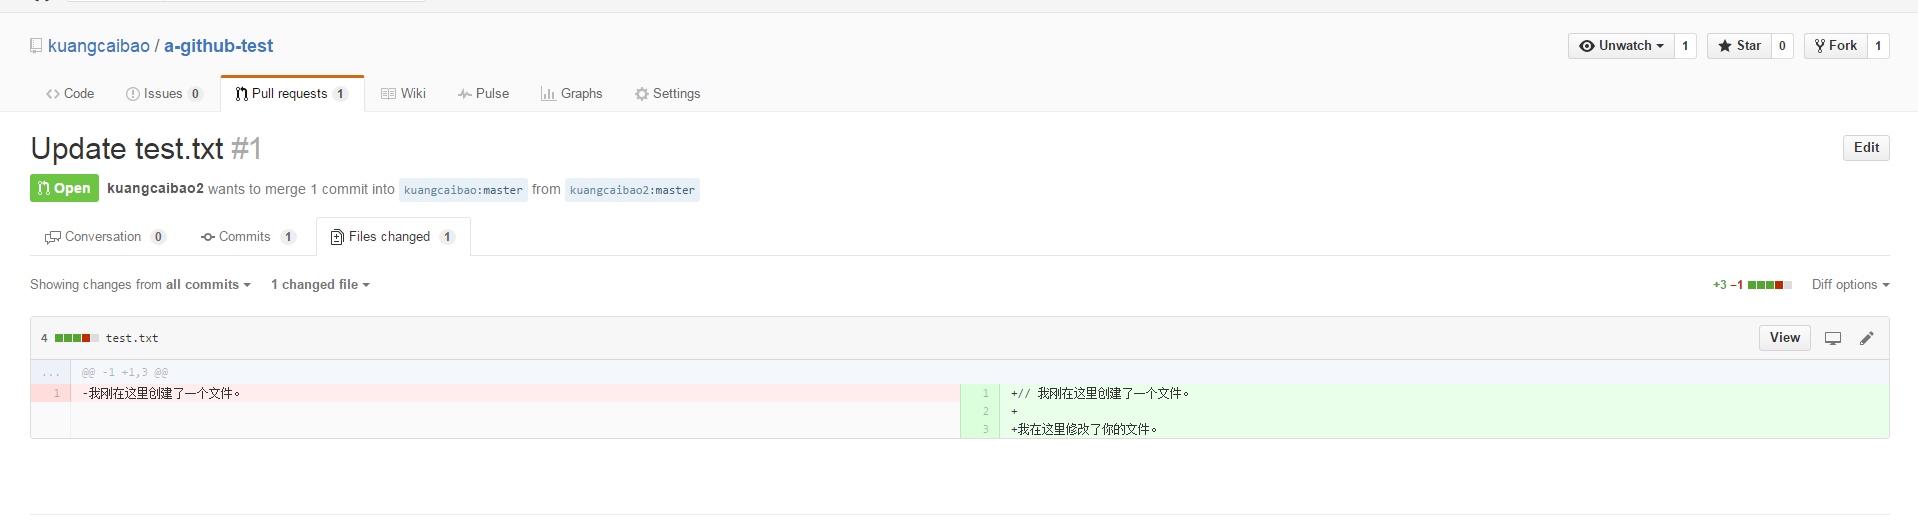 kuangcaibao / a-github-test
Unwatch 1 Star 0 Fork 1
Code Issues 0 Pull requests 1 Wiki Pulse Graphs Settings
Update test.txt #1
Edit
Open kuangcaibao2 wants to merge 1 commit into kuangcaibao:master from kuangcaibao2:master
Conversation 0 Commits 1 Files changed 1
Showing changes from all commits 1 changed file +3 −1 Diff options
4 test.txt View
... @@ -1 +1,3 @@
1 -我刚在这里创建了一个文件。 1 +// 我刚在这里创建了一个文件。
2 +
3 +我在这里修改了你的文件。